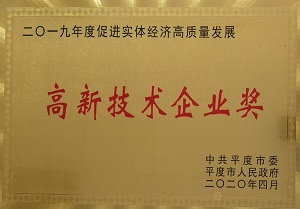 二〇一九年度促进实体经济高质量发展
高新技术企业奖
中共平度市委
平度市人民政府
二〇二〇年四月